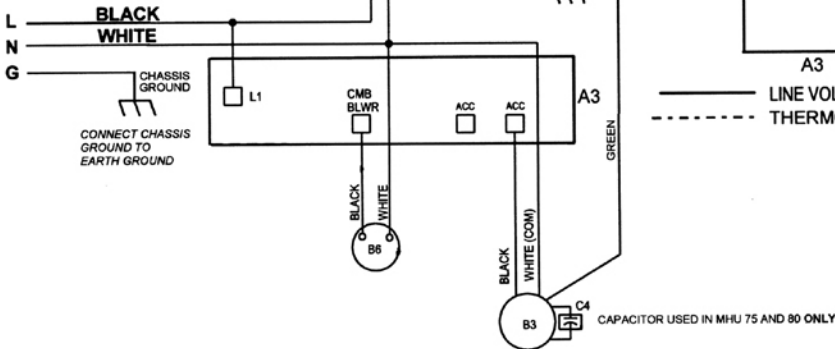 L BLACK
N WHITE
G
CHASSIS
GROUND
CONNECT CHASSIS
GROUND TO
EARTH GROUND
L1
CMB
BLWR
ACC
ACC
A3
A3
LINE VOL
THERM
GREEN
BLACK
WHITE
B6
BLACK
WHITE (COM)
B3
C4
CAPACITOR USED IN MHU 75 AND 80 ONLY